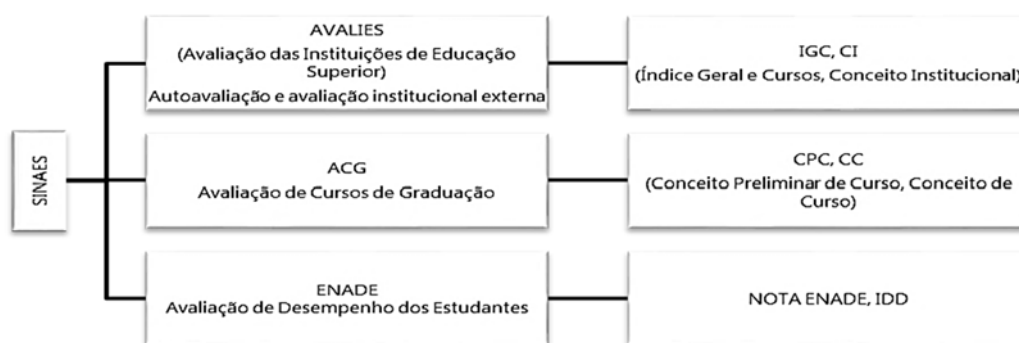 SINAES
AVALIES
(Avaliação das Instituições de Educação
Superior)
Autoavaliação e avaliação institucional externa
IGC, CI
(Índice Geral e Cursos, Conceito Institucional)
ACG
Avaliação de Cursos de Graduação
CPC, CC
(Conceito Preliminar de Curso, Conceito de
Curso)
ENADE
Avaliação de Desempenho dos Estudantes
NOTA ENADE, IDD